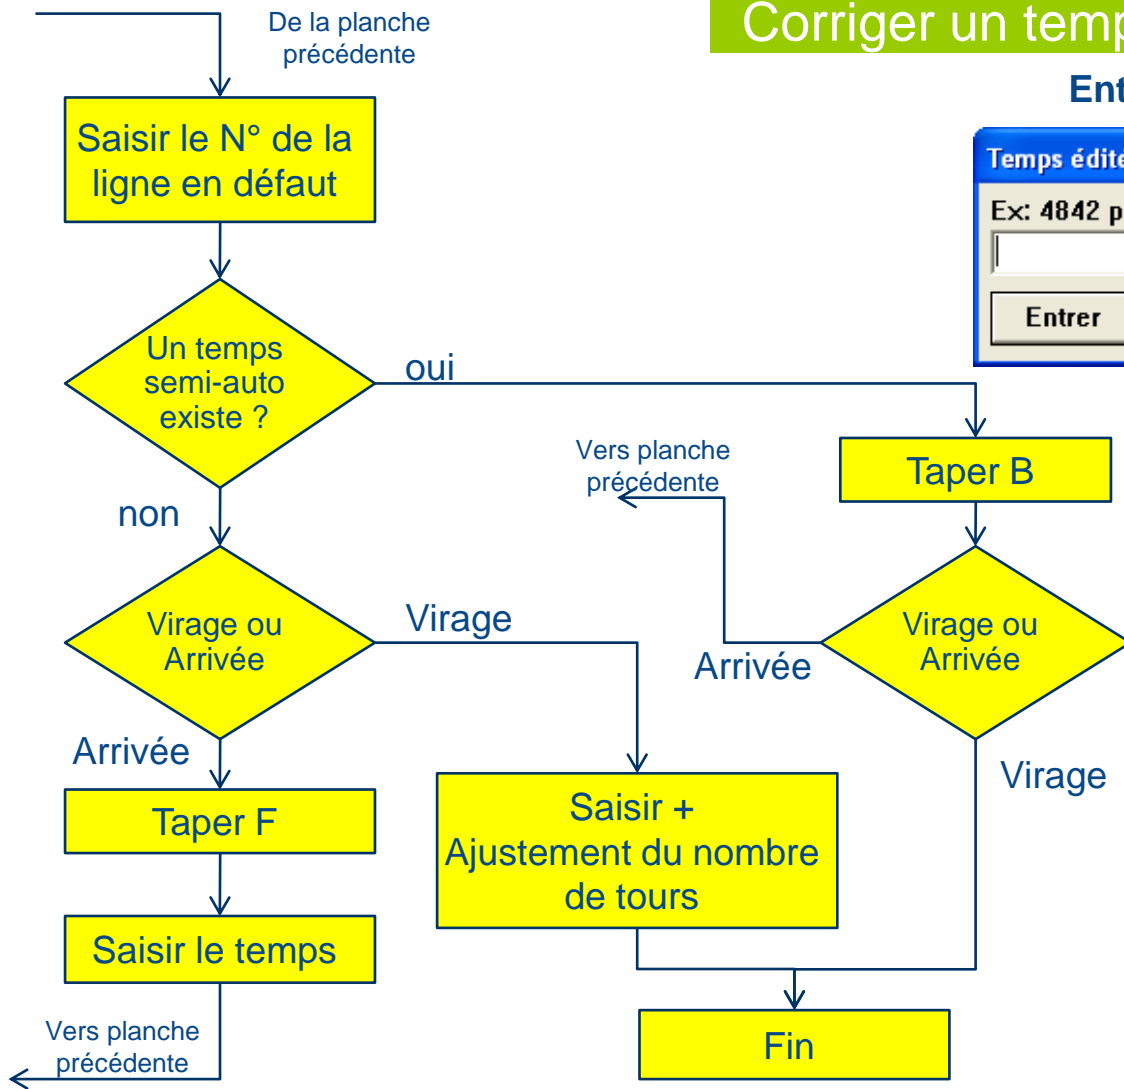 De la planche
précédente
Corriger un temp
Ent
Saisir le N° de la
ligne en défaut
Temps édite
Ex: 4842 p
Entrer
Un temps
semi-auto
existe ?
oui
Vers planche
précédente
Taper B
non
Virage ou
Arrivée
Virage
Virage ou
Arrivée
Arrivée
Arrivée
Virage
Taper F
Saisir +
Ajustement du nombre
de tours
Saisir le temps
Vers planche
précédente
Fin